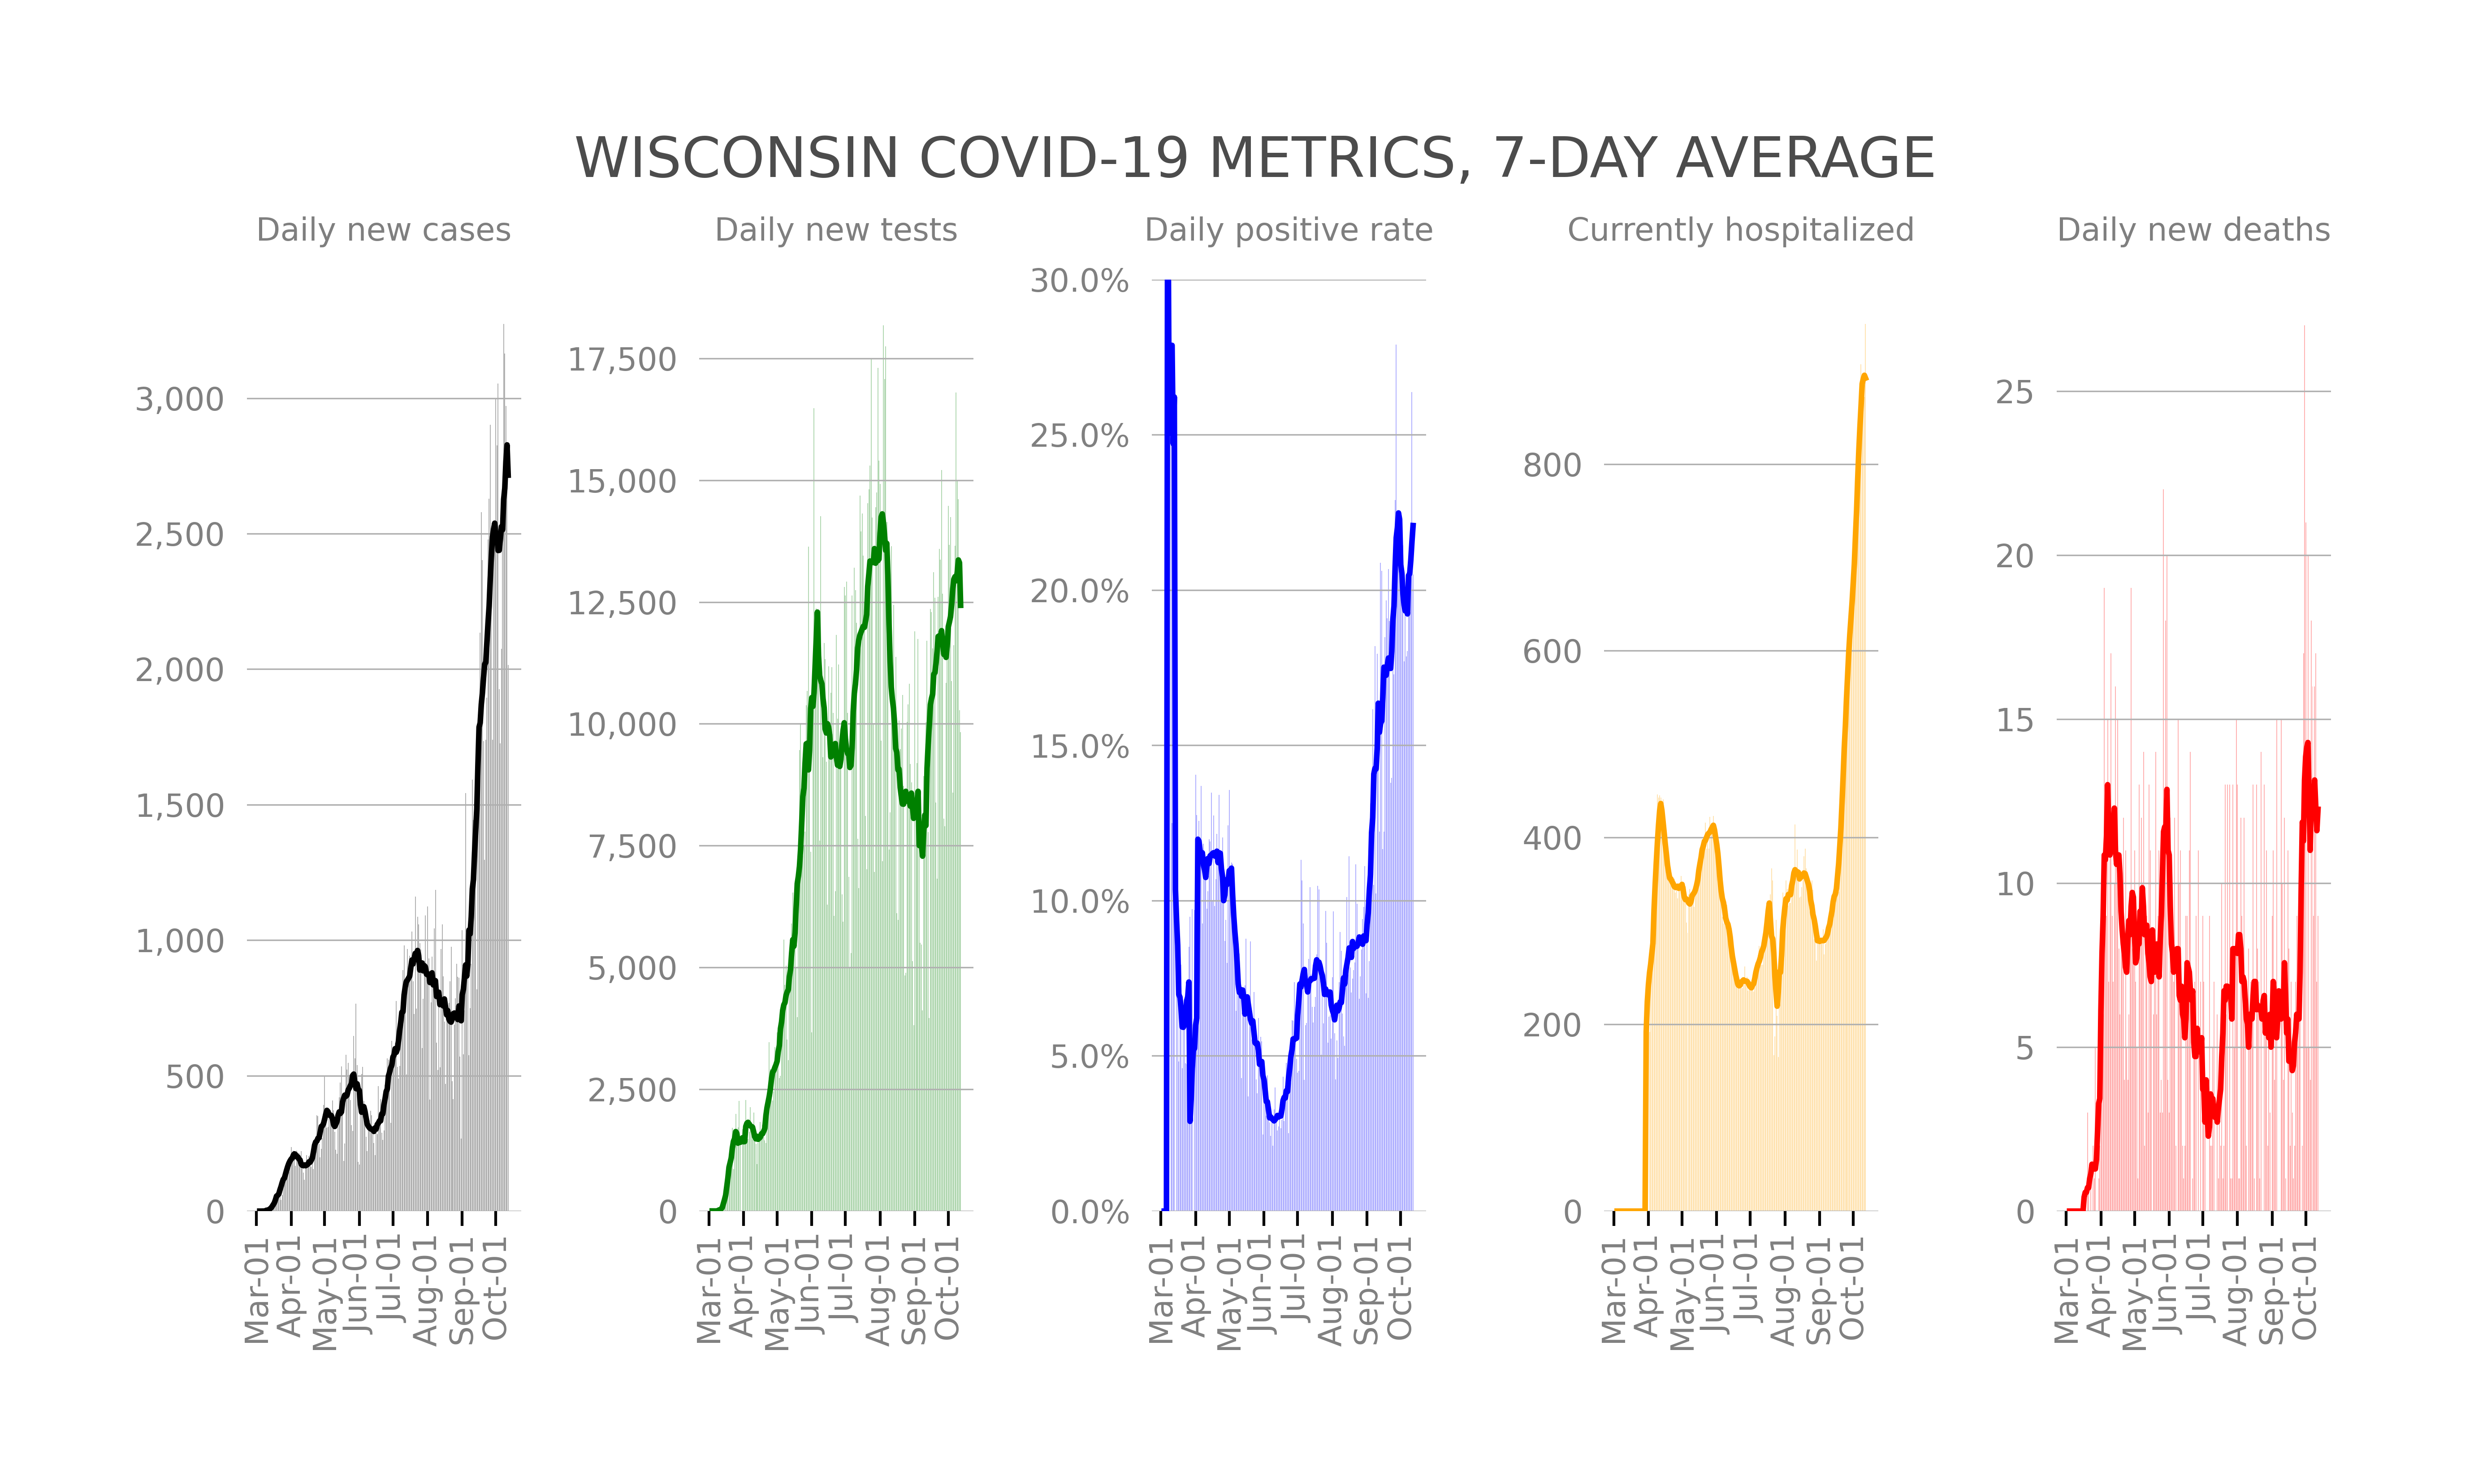 WISCONSIN COVID-19 METRICS, 7-DAY AVERAGE
Daily new cases
3,000
2,500
2,000
1,500
1,000
500
0
Mar-01
Apr-01
May-01
Jun-01
Jul-01
Aug-01
Sep-01
Oct-01
Daily new tests
17,500
15,000
12,500
10,000
7,500
5,000
2,500
0
Mar-01
Apr-01
May-01
Jun-01
Jul-01
Aug-01
Sep-01
Oct-01
Daily positive rate
30.0%
25.0%
20.0%
15.0%
10.0%
5.0%
0.0%
Mar-01
Apr-01
May-01
Jun-01
Jul-01
Aug-01
Sep-01
Oct-01
Currently hospitalized
800
600
400
200
0
Mar-01
Apr-01
May-01
Jun-01
Jul-01
Aug-01
Sep-01
Oct-01
Daily new deaths
25
20
15
10
5
0
Mar-01
Apr-01
May-01
Jun-01
Jul-01
Aug-01
Sep-01
Oct-01